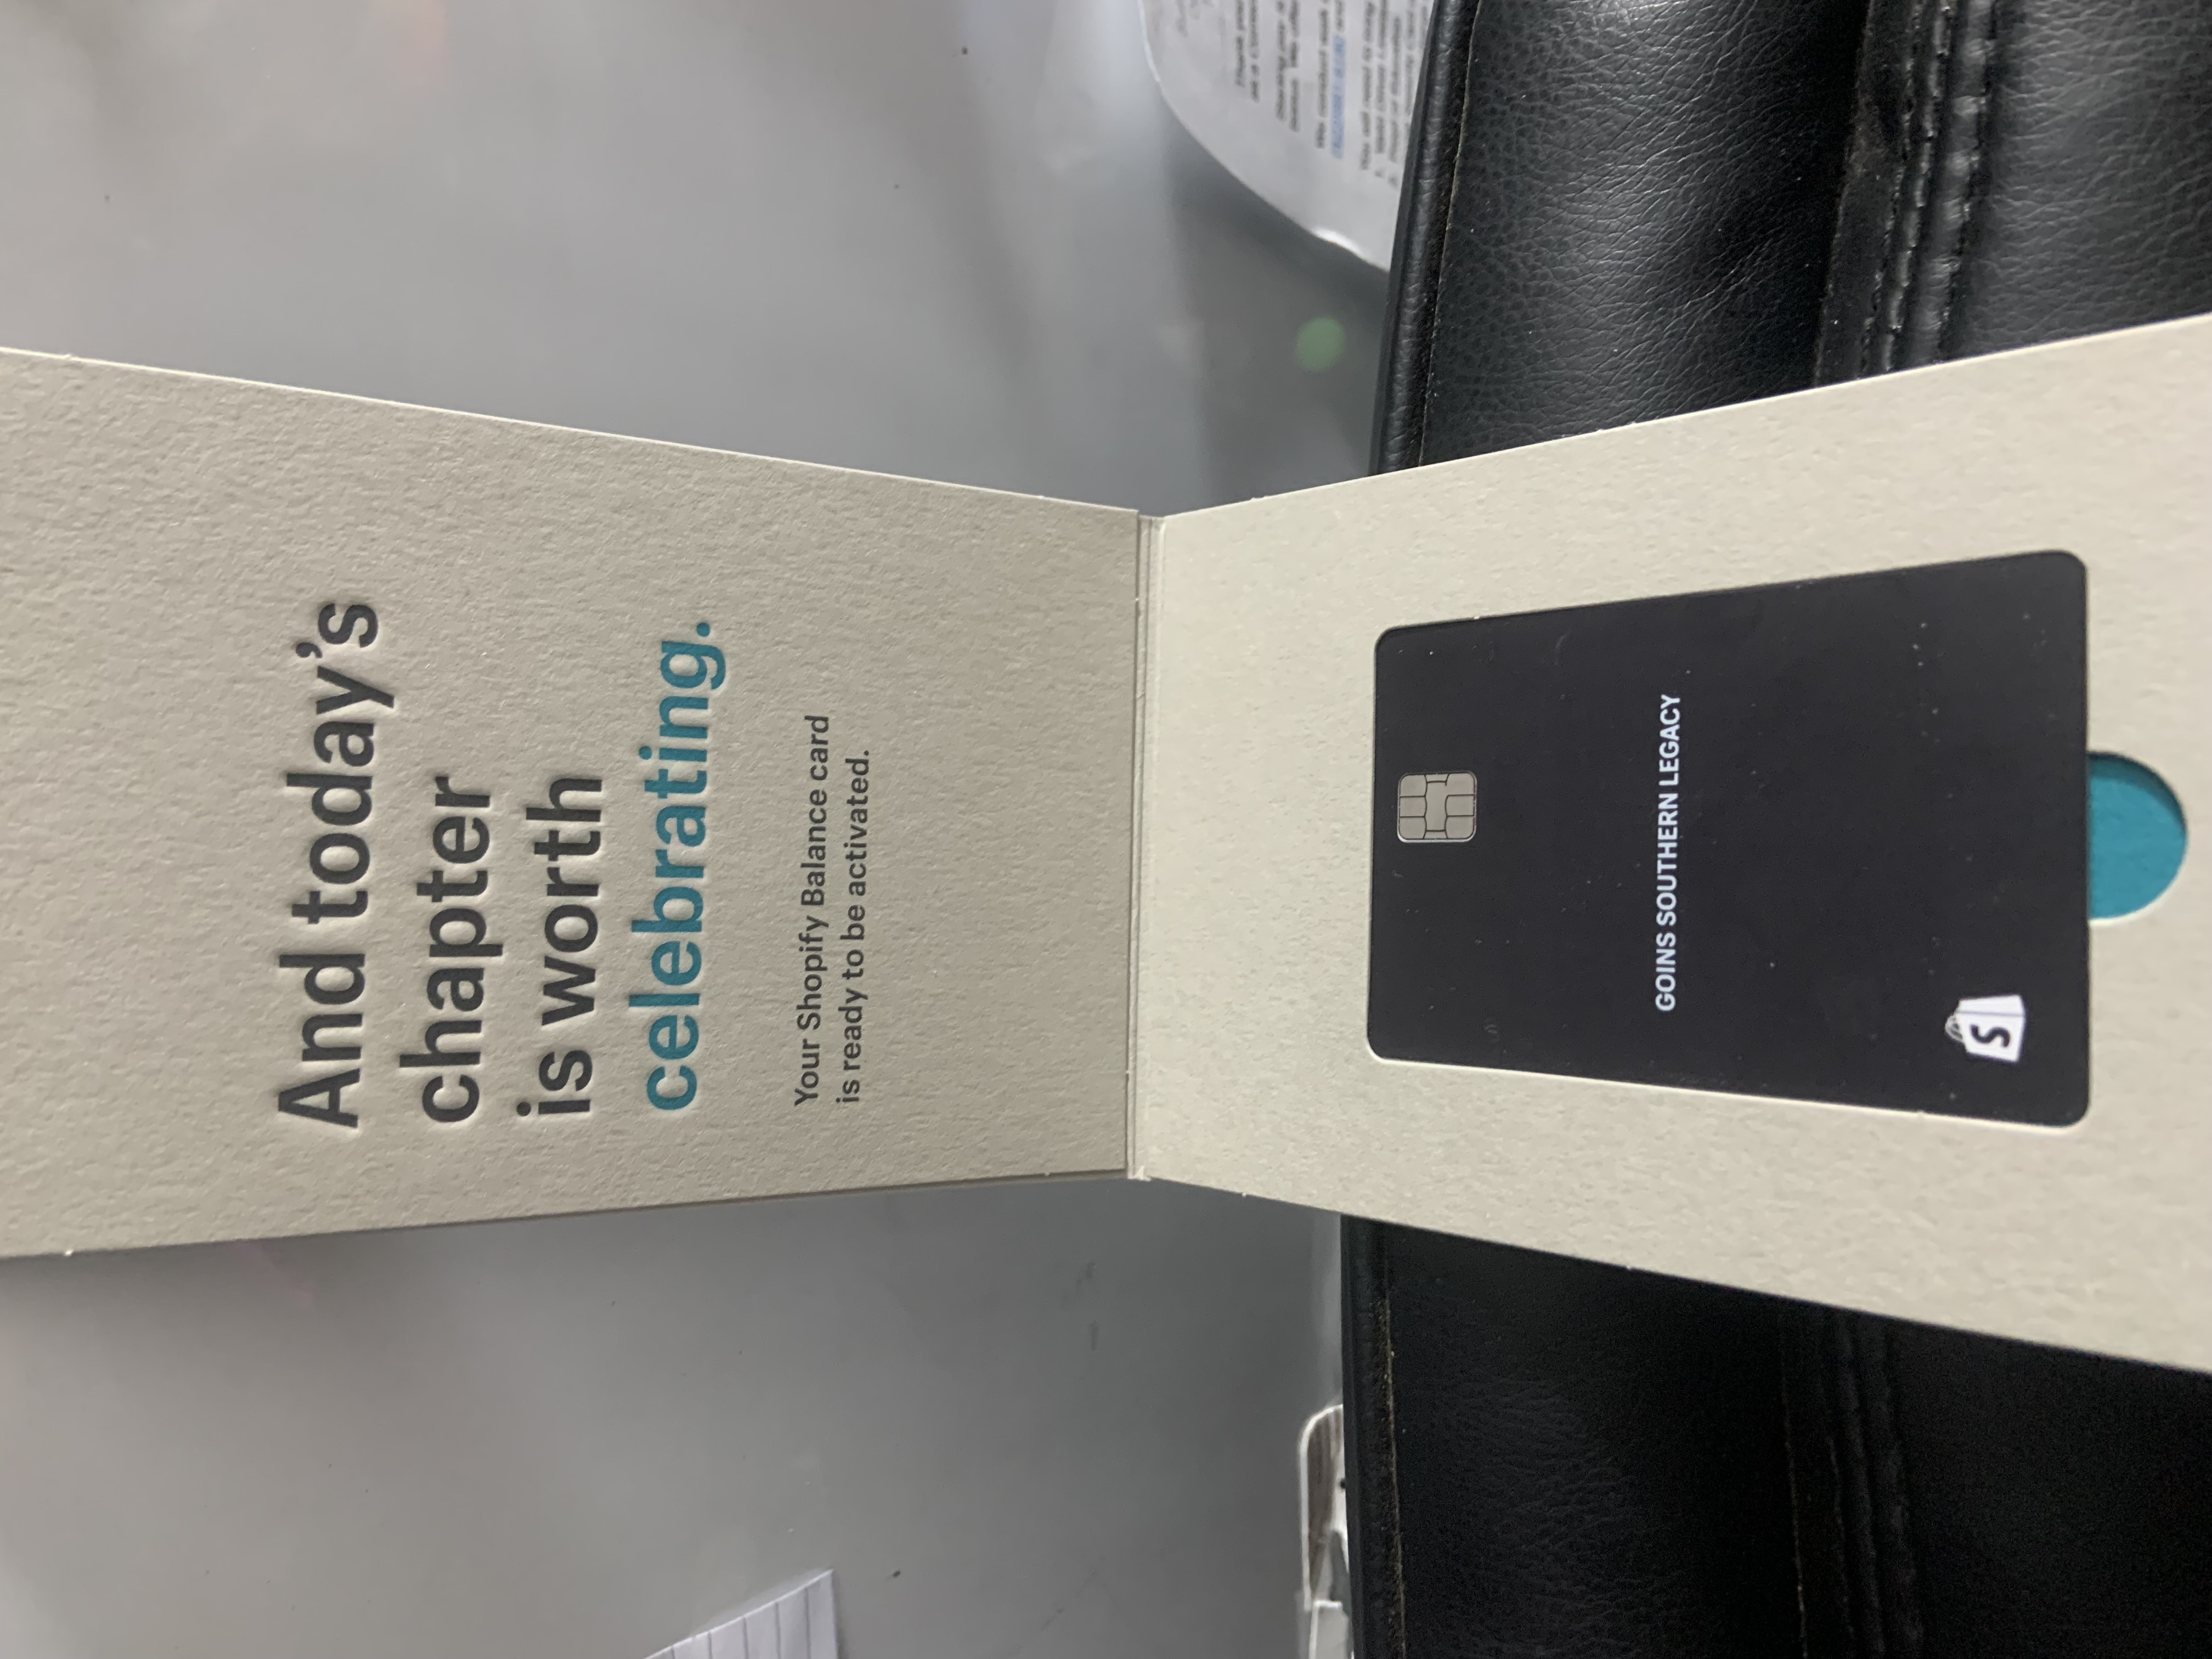 And today's
chapter
is worth
celebrating.
Your Shopify Balance card
is ready to be activated.
GOINS SOUTHERN LEGACY
S